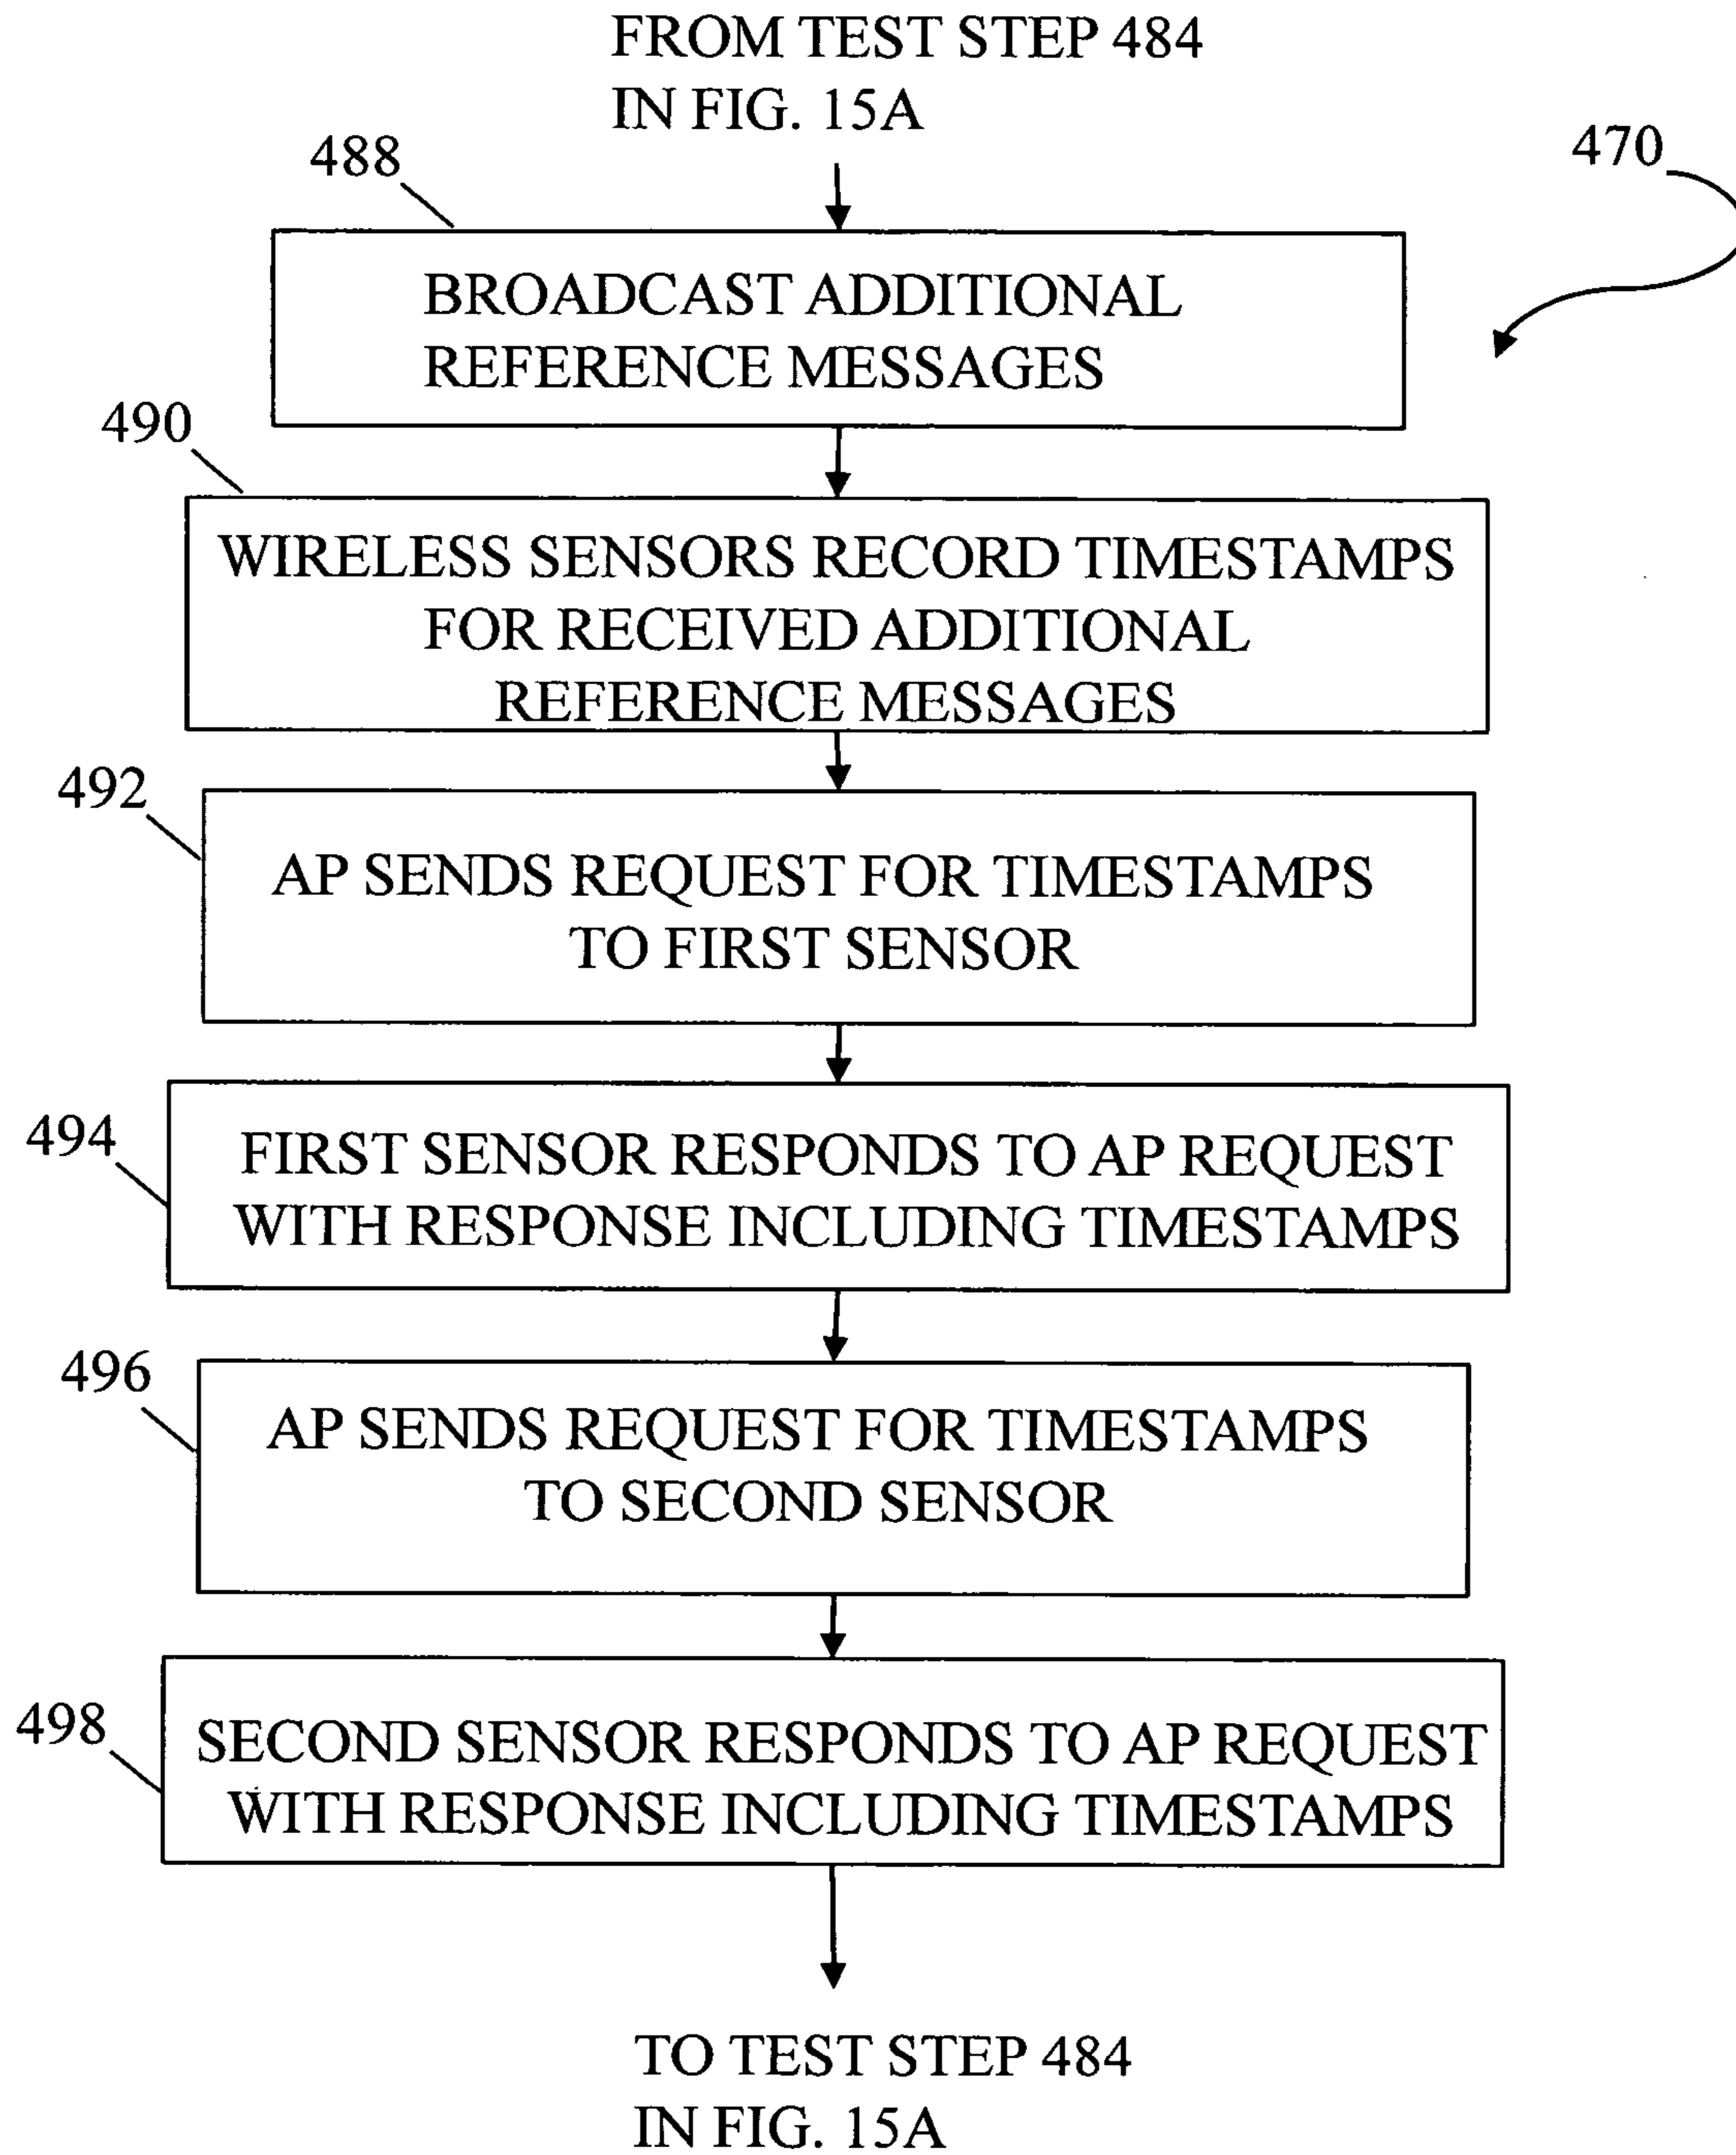 FROM TEST STEP 484
IN FIG. 15A
470
488
BROADCAST ADDITIONAL
REFERENCE MESSAGES
490
WIRELESS SENSORS RECORD TIMESTAMPS
FOR RECEIVED ADDITIONAL
REFERENCE MESSAGES
492
AP SENDS REQUEST FOR TIMESTAMPS
TO FIRST SENSOR
494
FIRST SENSOR RESPONDS TO AP REQUEST
WITH RESPONSE INCLUDING TIMESTAMPS
496
AP SENDS REQUEST FOR TIMESTAMPS
TO SECOND SENSOR
498
SECOND SENSOR RESPONDS TO AP REQUEST
WITH RESPONSE INCLUDING TIMESTAMPS
TO TEST STEP 484
IN FIG. 15A